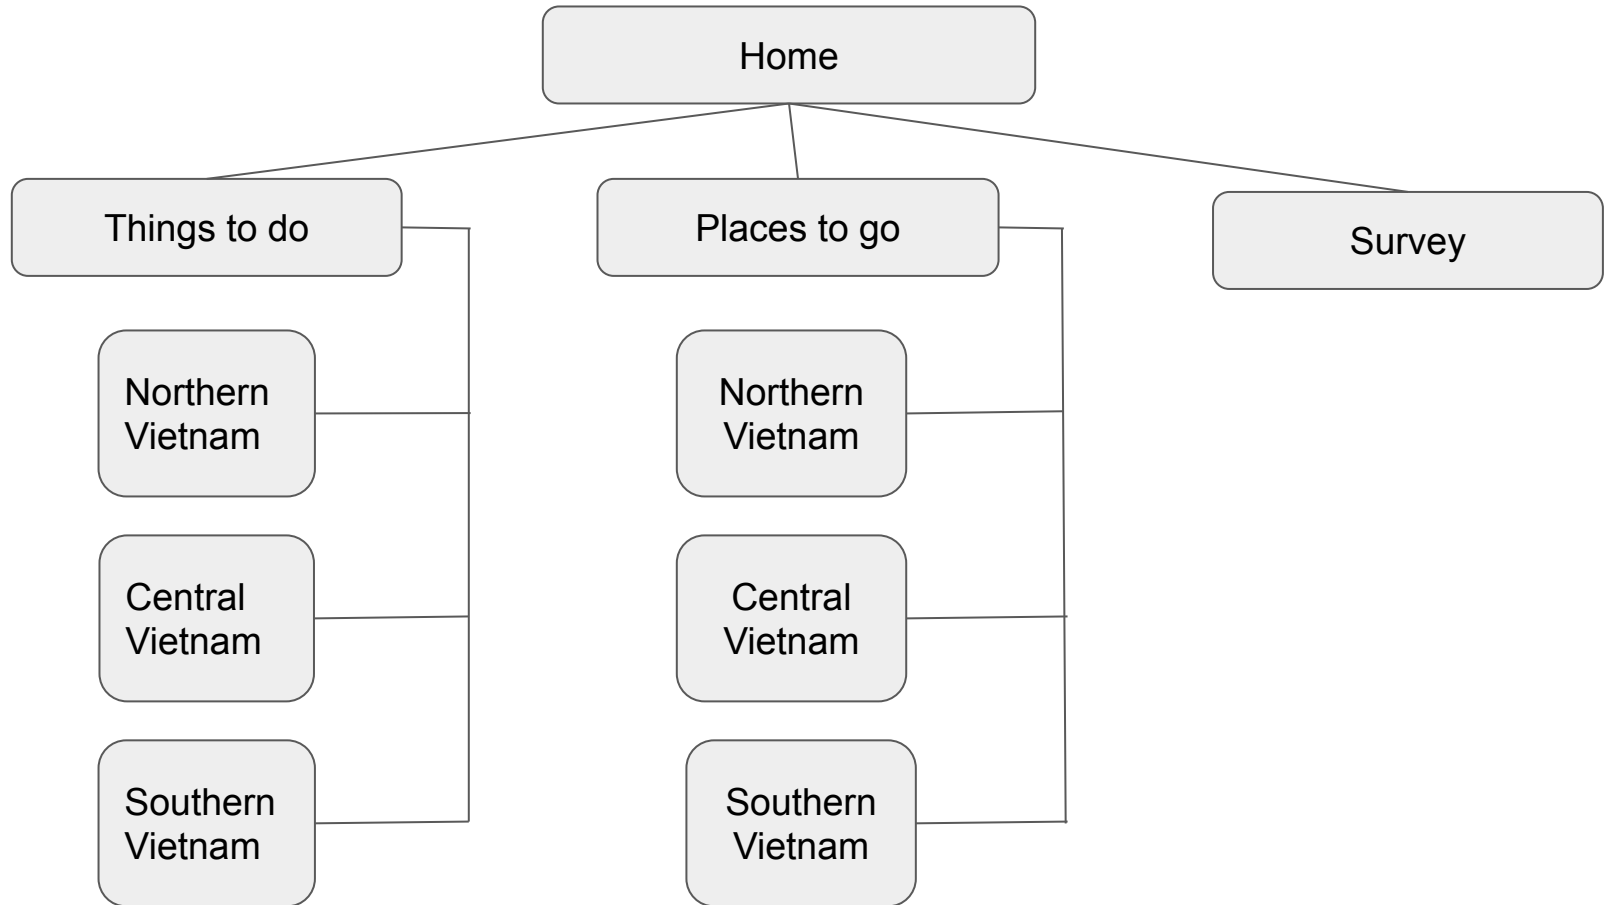 Home
Things to do
Places to go
Survey
Northern
Vietnam
Northern
Vietnam
Central
Vietnam
Central
Vietnam
Southern
Vietnam
Southern
Vietnam